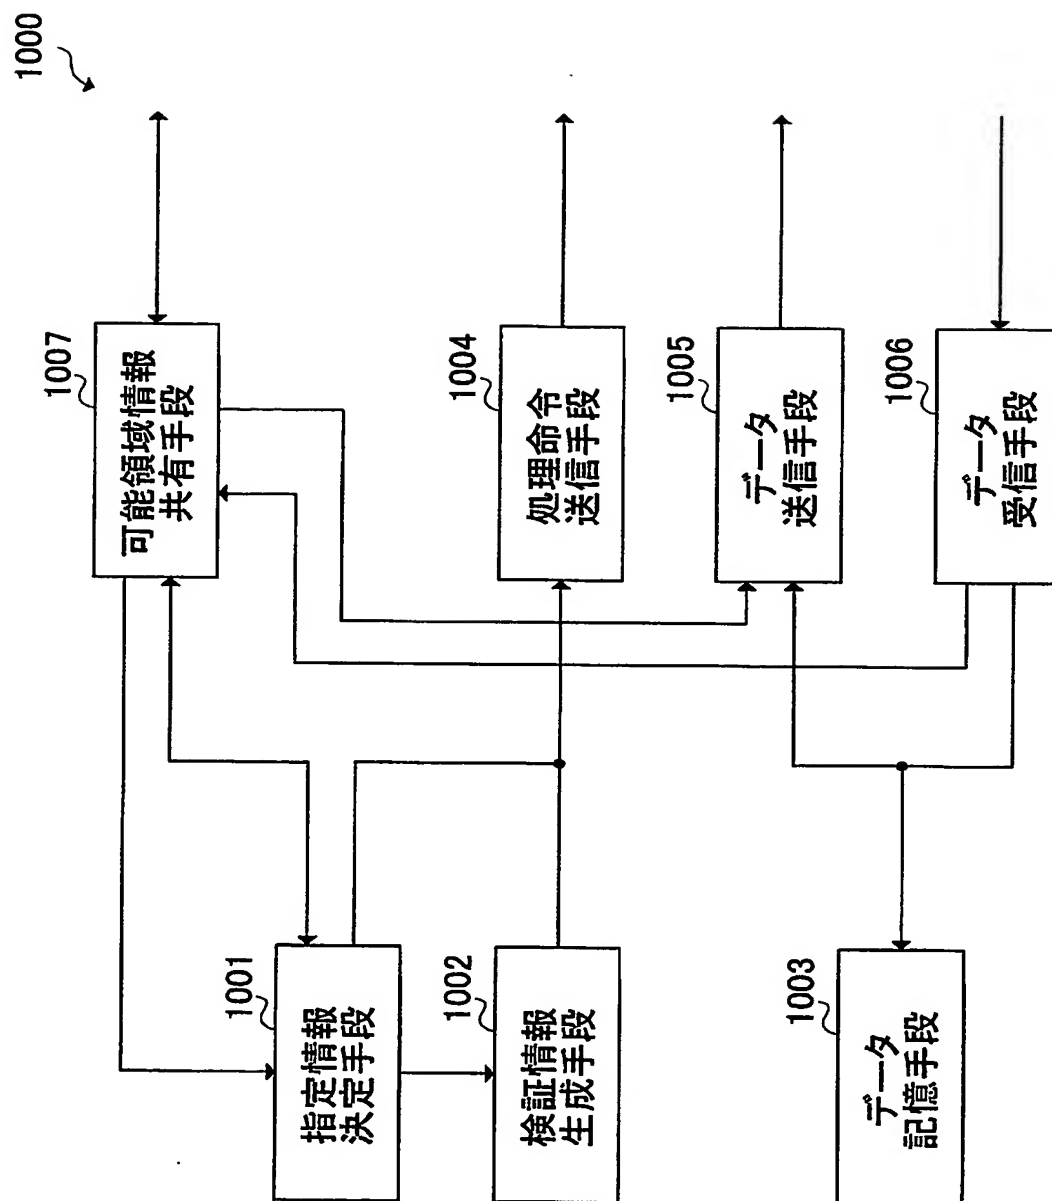 1000
1007
可能領域情報
共有手段
1004
処理命令
送信手段
1005
データ
送信手段
1006
データ
受信手段
1001
指定情報
決定手段
1002
検証情報
生成手段
1003
データ
記憶手段